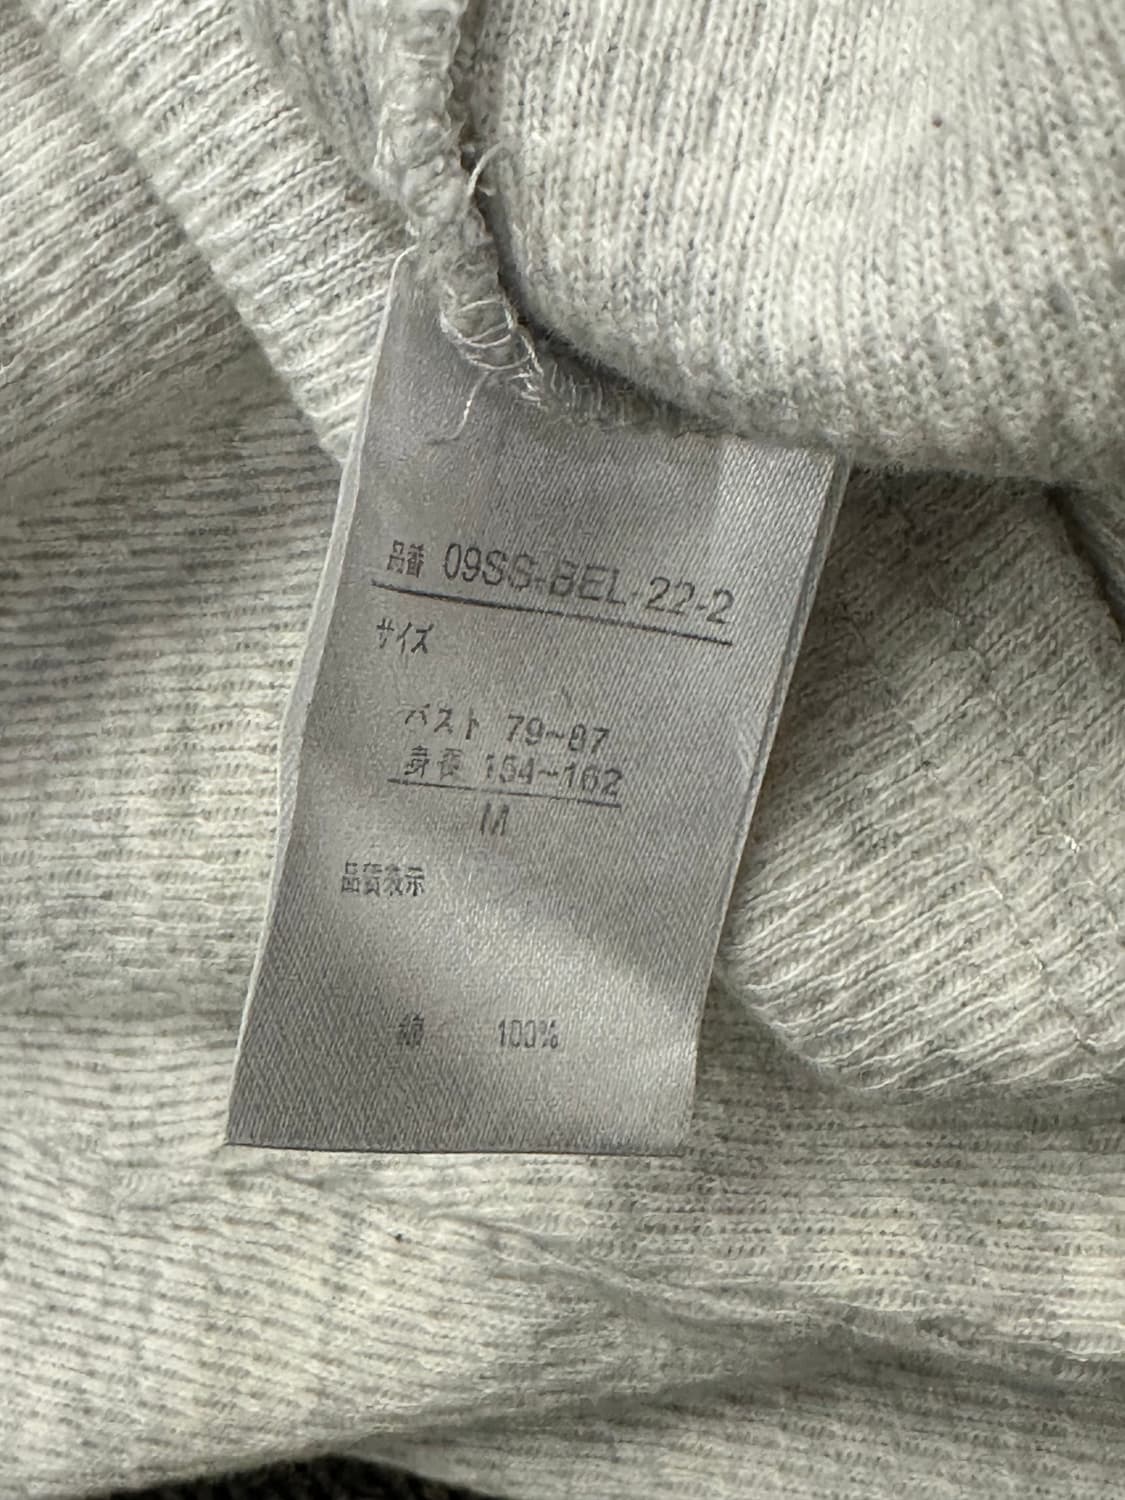 品番 09SS-BEL-22-2
サイズ
バスト 79~87
身長 154~162
M
品質表示
綿 100%